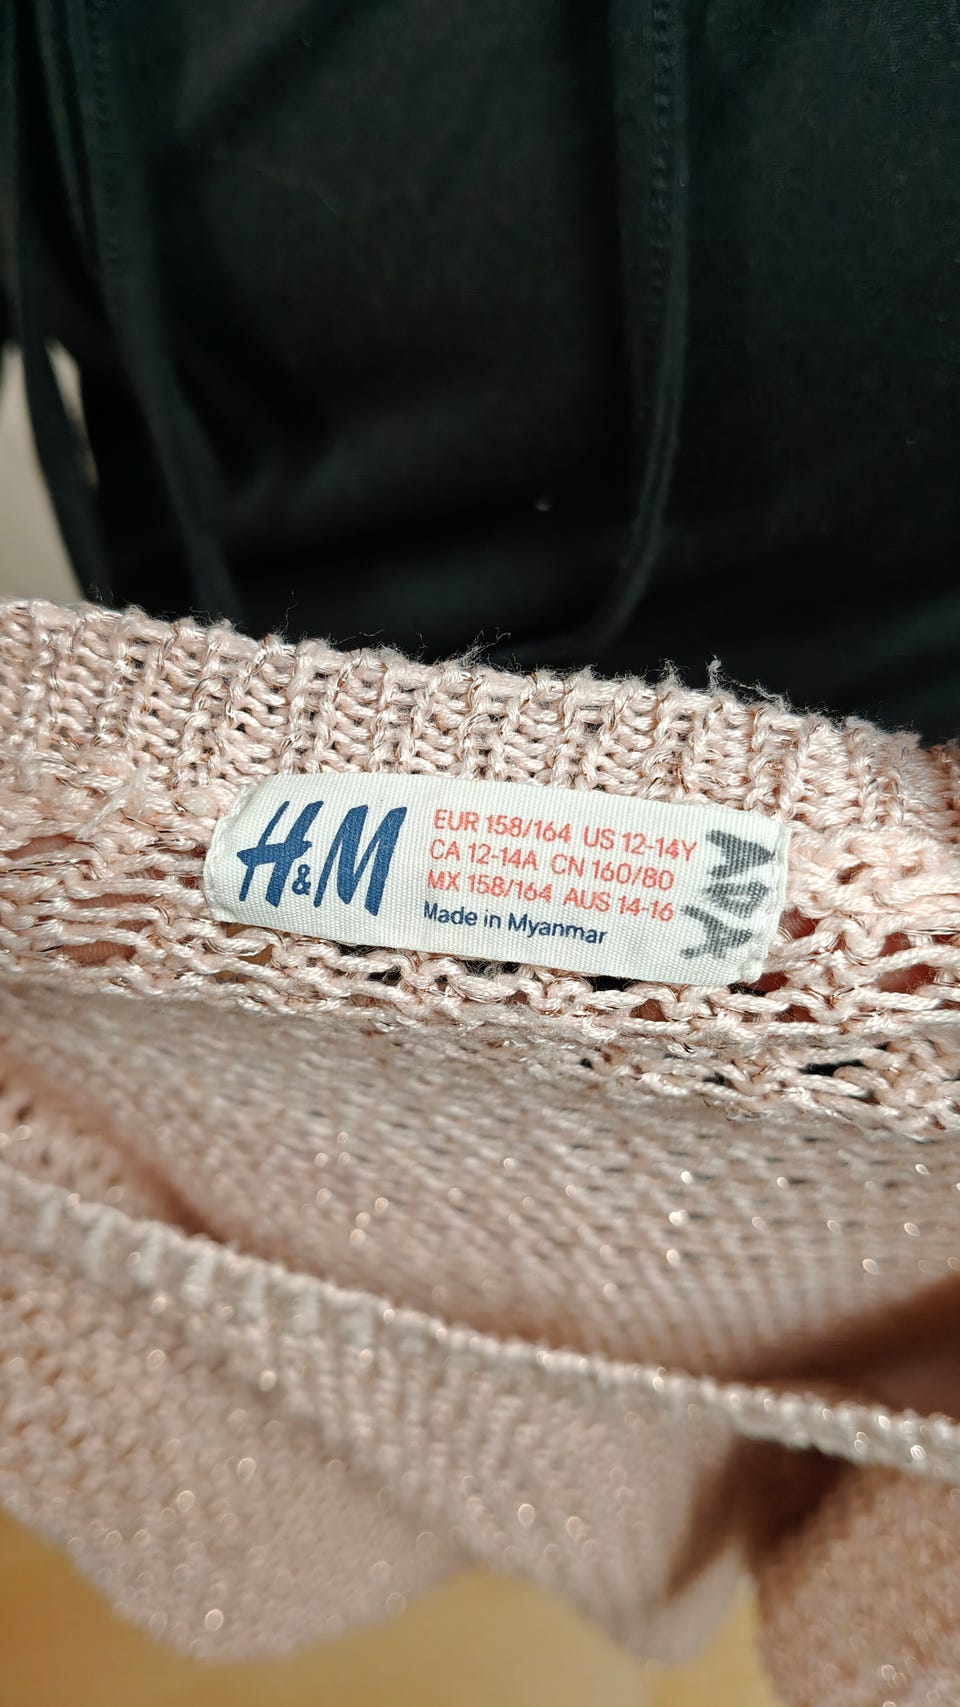 H&M
EUR 158/164 US 12-14Y
CA 12-14A CN 160/80
MX 158/164 AUS 14-16
Made in Myanmar
ADA